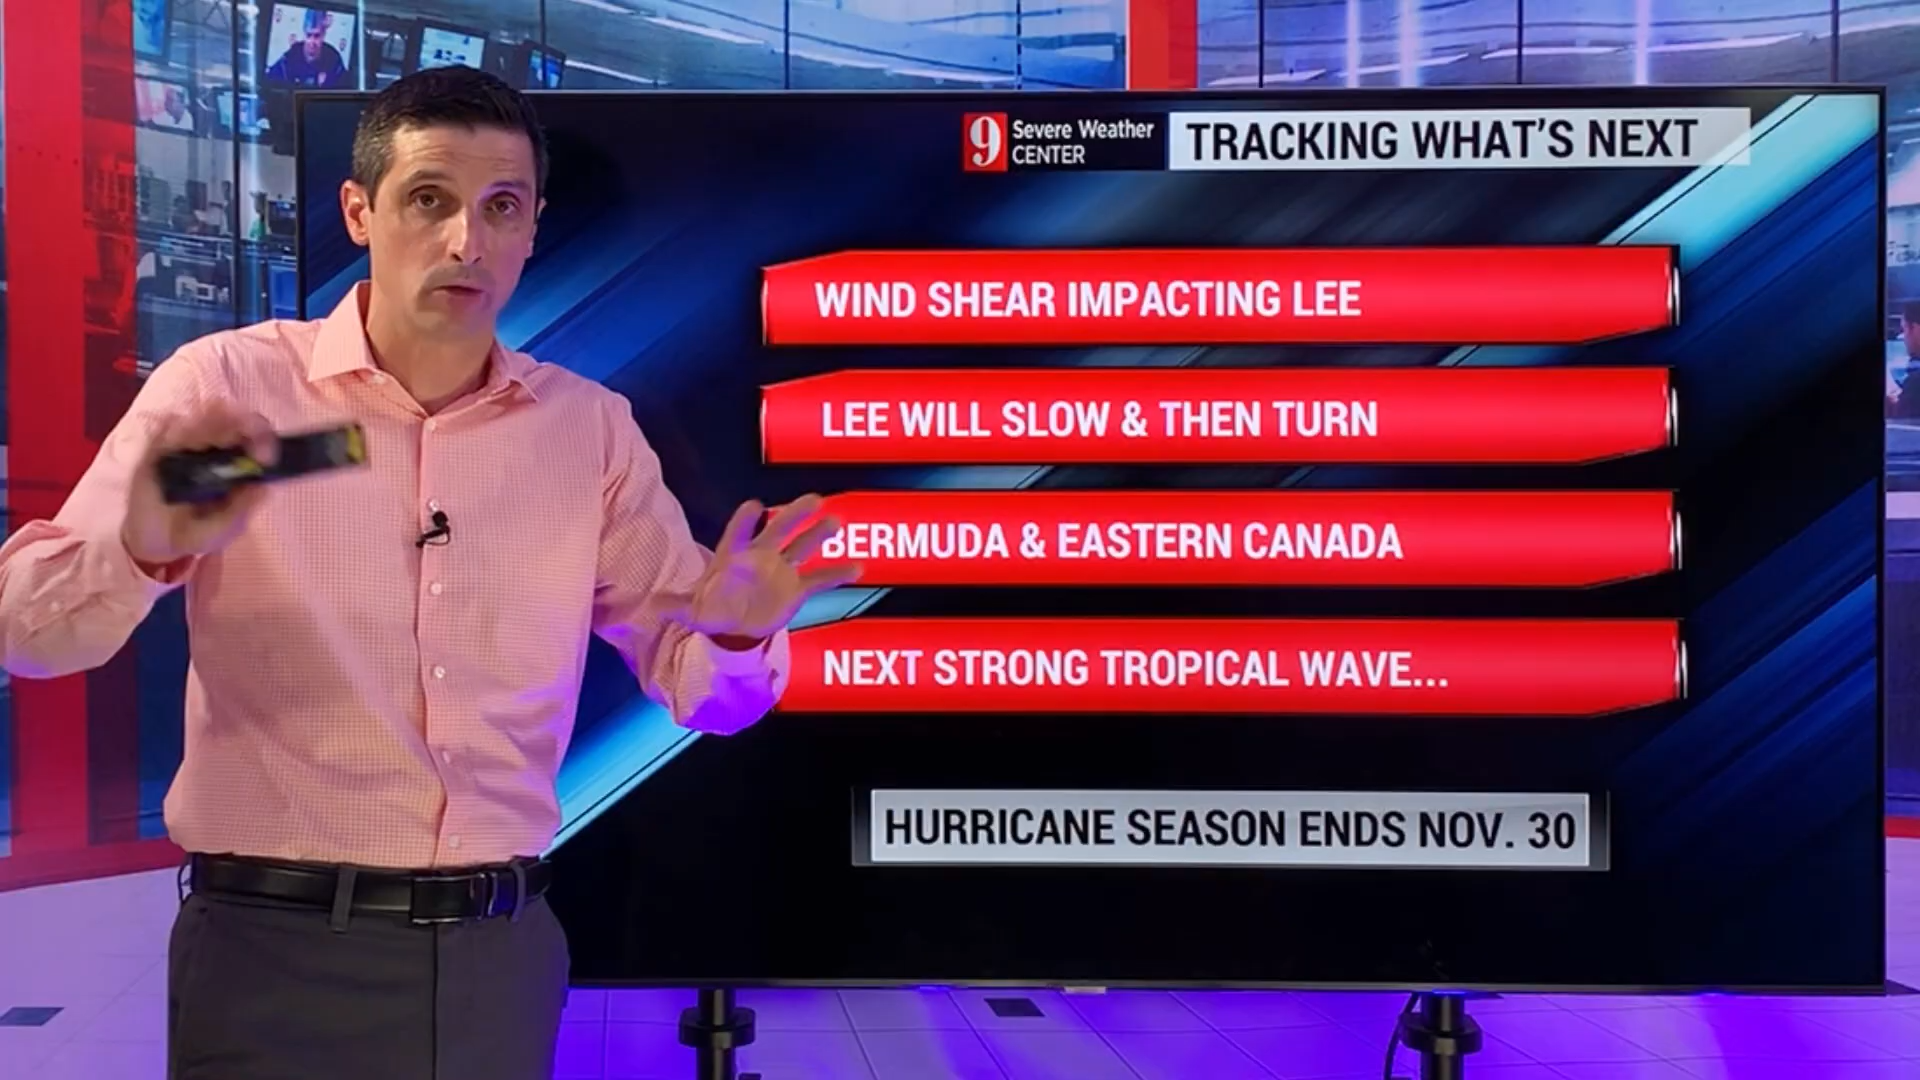 9 Severe Weather CENTER
TRACKING WHAT'S NEXT
WIND SHEAR IMPACTING LEE
LEE WILL SLOW & THEN TURN
BERMUDA & EASTERN CANADA
NEXT STRONG TROPICAL WAVE...
HURRICANE SEASON ENDS NOV. 30